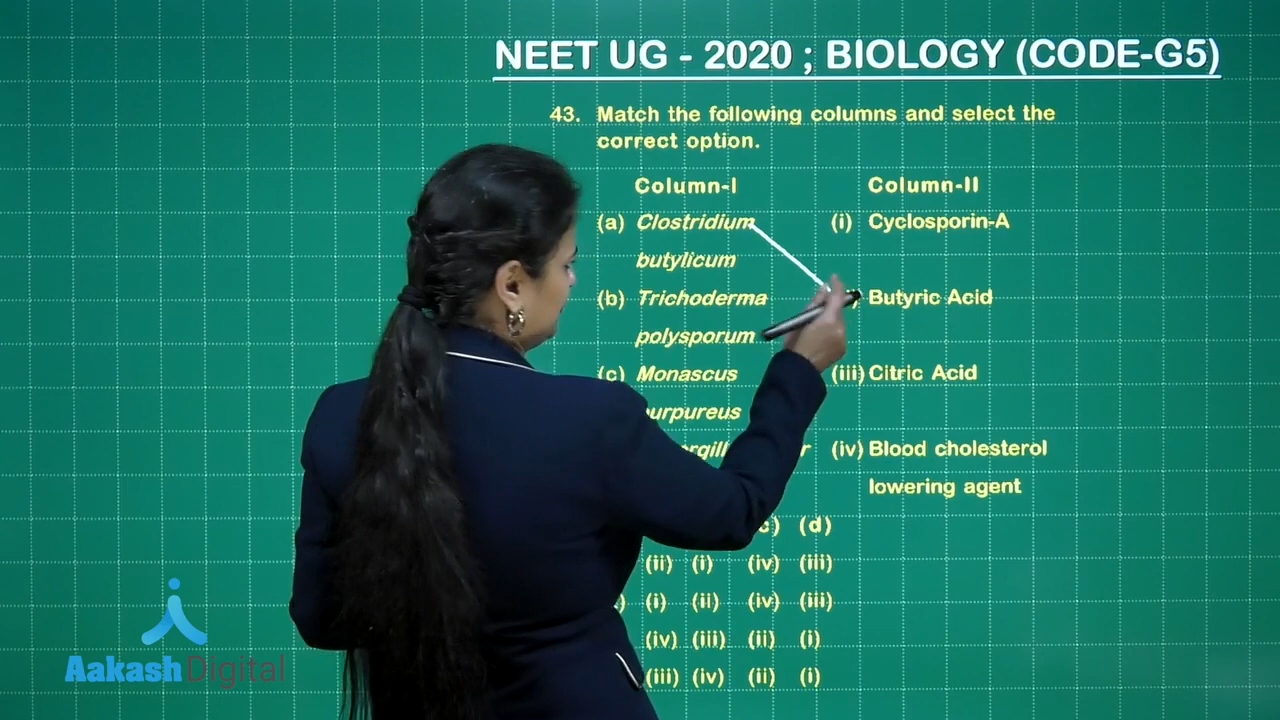 NEET UG - 2020 ; BIOLOGY (CODE-G5)
43. Match the following columns and select the
correct option.
Column-I Column-II
(a) Clostridium (i) Cyclosporin-A
butylicum
(b) Trichoderma Butyric Acid
polysporum
(c) Monascus (iii) Citric Acid
purpureus
(iv) Blood cholesterol
lowering agent
(d)
(ii) (i) (iv) (iii)
(i) (ii) (iv) (iii)
(iv) (iii) (ii) (i)
(iii) (iv) (ii) (i)
Aakash Digital